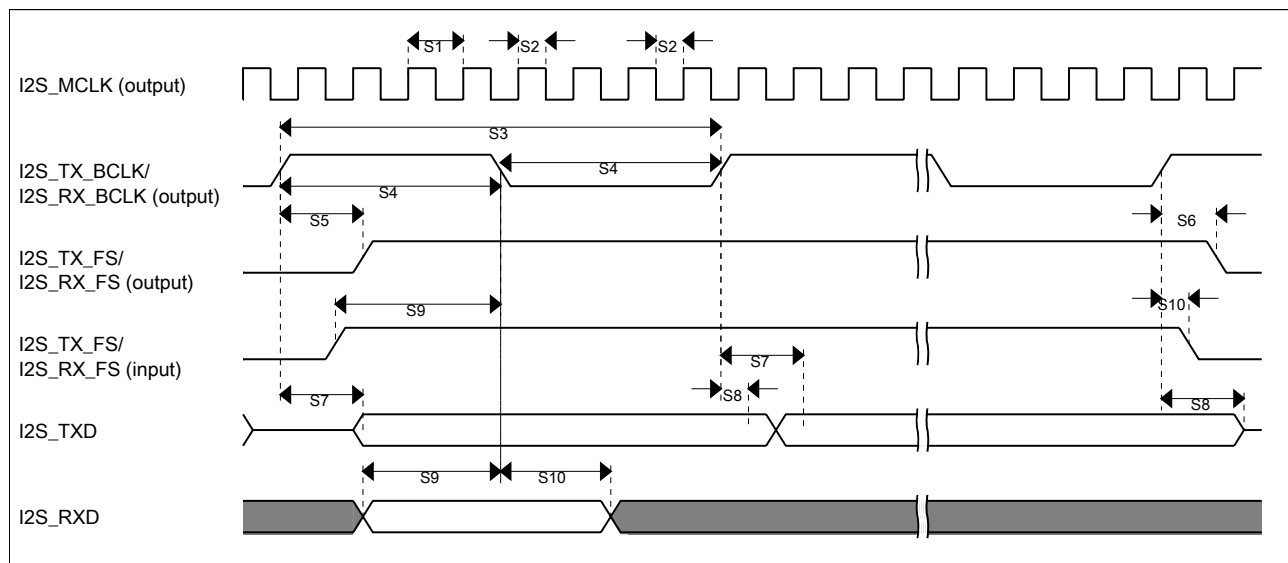 S1
S2
S2
I2S_MCLK (output)
S3
I2S_TX_BCLK/
I2S_RX_BCLK (output)
S4
S4
S5
S6
I2S_TX_FS/
I2S_RX_FS (output)
S9
S10
I2S_TX_FS/
I2S_RX_FS (input)
S7
S8
S7
S8
I2S_TXD
S9
S10
I2S_RXD